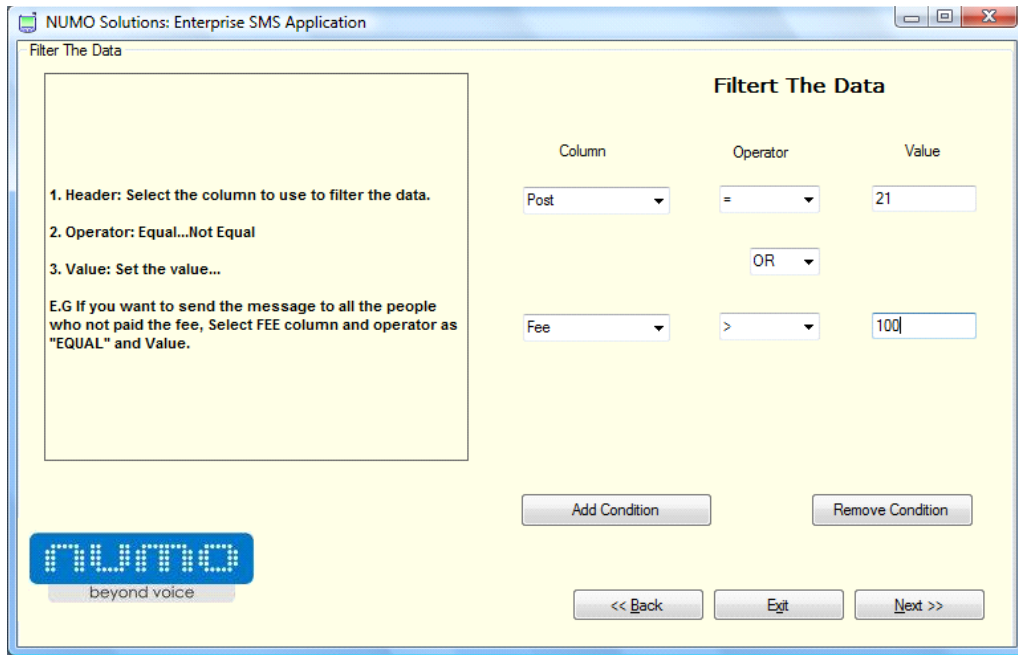 NUMO Solutions: Enterprise SMS Application
Filter The Data
1. Header: Select the column to use to filter the data.
2. Operator: Equal...Not Equal
3. Value: Set the value...
E.G If you want to send the message to all the people
who not paid the fee, Select FEE column and operator as
"EQUAL" and Value.
Filtert The Data
Column Operator Value
Post = 21
OR
Fee > 100
Add Condition Remove Condition
numo
beyond voice
<< Back Exit Next >>